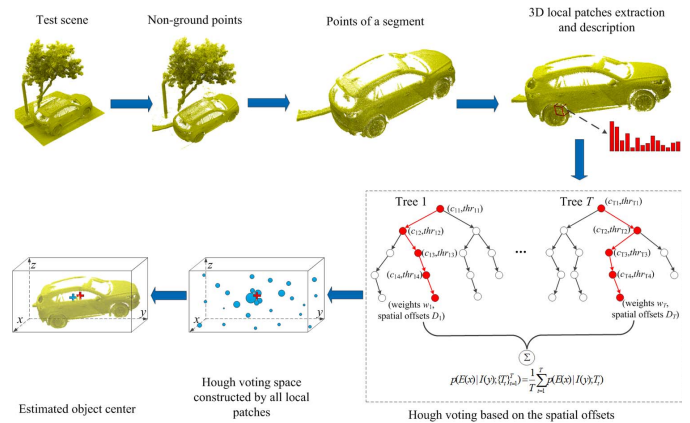 Test scene
Non-ground points
Points of a segment
3D local patches extraction
and description
Tree 1
Tree T
(c11,thr11)
(cT1,thrT1)
(c12,thr12)
(cT2,thrT2)
(c13,thr13)
(cT3,thrT3)
(c14,thr14)
(cT4,thrT4)
...
(weights w1,
spatial offsets D1)
(weights wT,
spatial offsets DT)
Σ
p(E(x)|I(y);{Tt}Tt=1)=1/T∑Tt=1p(E(x)|I(y);Tt)
z
x
y
z
x
y
Estimated object center
Hough voting space
constructed by all local
patches
Hough voting based on the spatial offsets